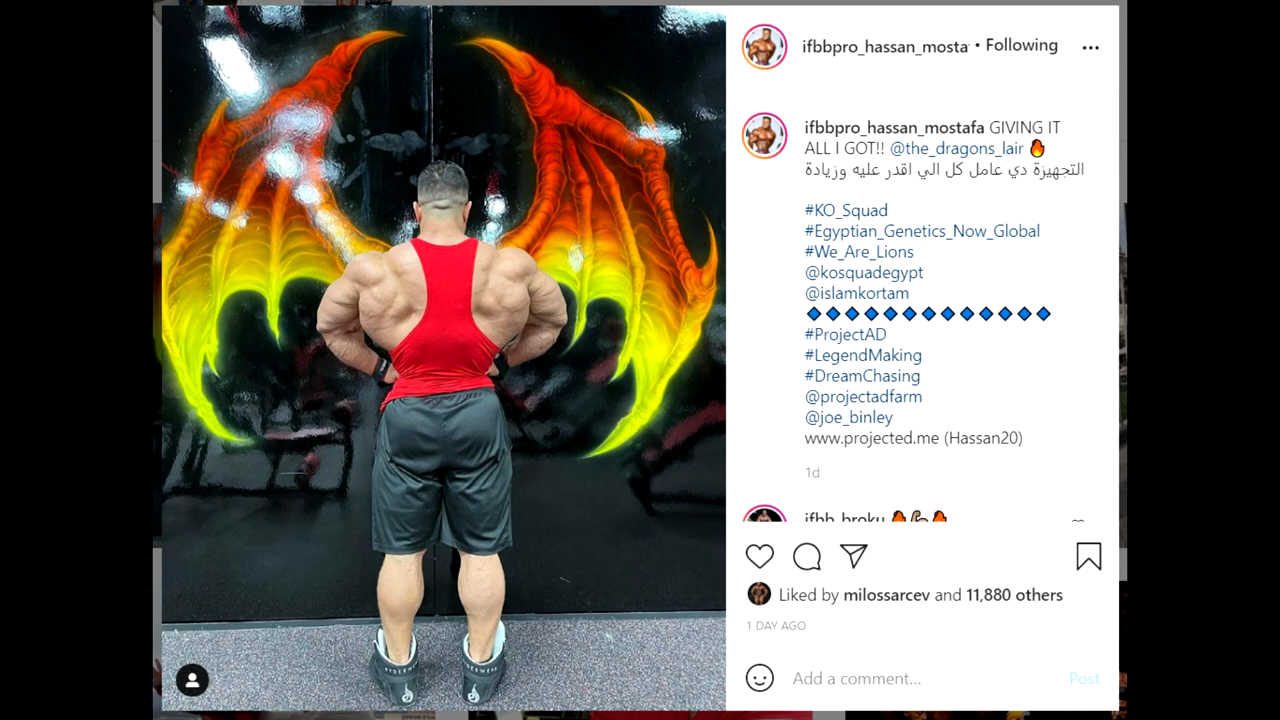 ifbbpro_hassan_mosta • Following
ifbbpro_hassan_mostafa GIVING IT
ALL I GOT!! @the_dragons_lair 🔥
التجهيزة دي عامل كل الي اقدر عليه وزيادة
#KO_Squad
#Egyptian_Genetics_Now_Global
#We_Are_Lions
@kosquadegypt
@islamkortam
🔷🔷🔷🔷🔷🔷🔷🔷🔷🔷🔷🔷🔷
#ProjectAD
#LegendMaking
#DreamChasing
@projectadfarm
@joe_binley
www.projected.me (Hassan20)
1d
ifbb_broku 🔥💪🏼🔥
Liked by milossarcev and 11,880 others
1 DAY AGO
Add a comment...
Post